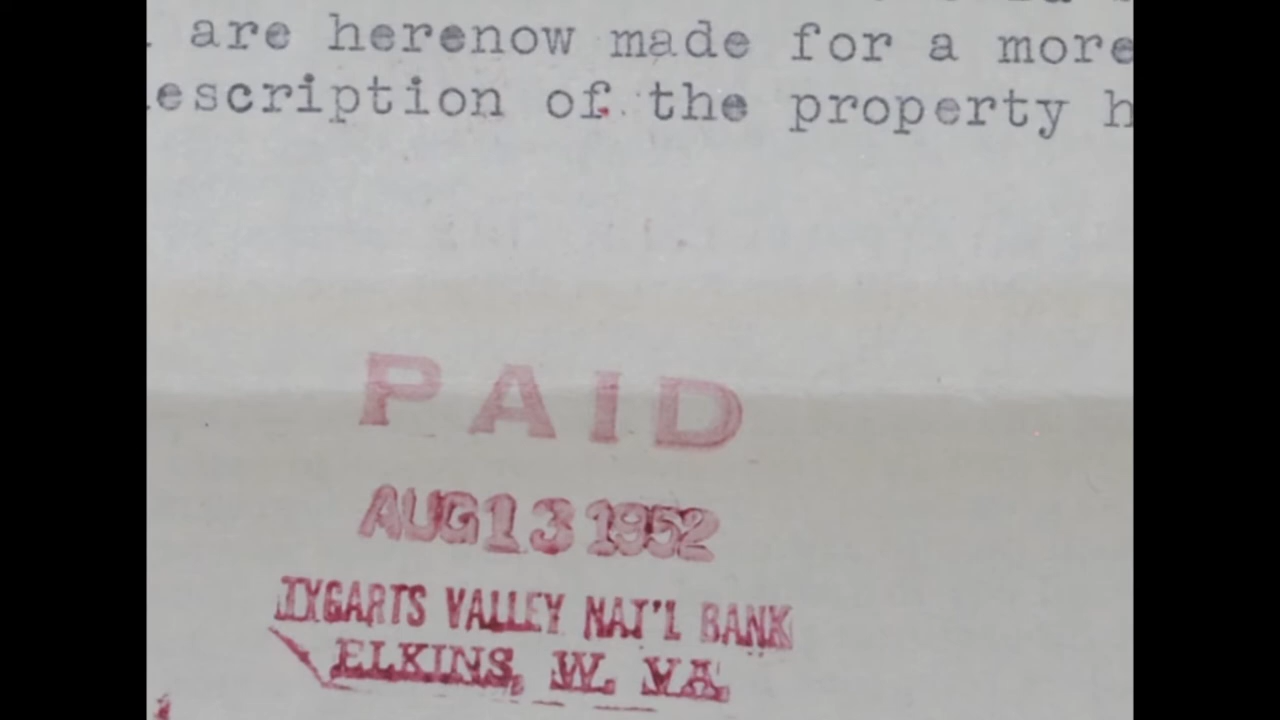 are herenow made for a more
escription of the property h
PAID
AUG 13 1952
TYGARTS VALLEY NAT'L BANK
ELKINS, W. VA.